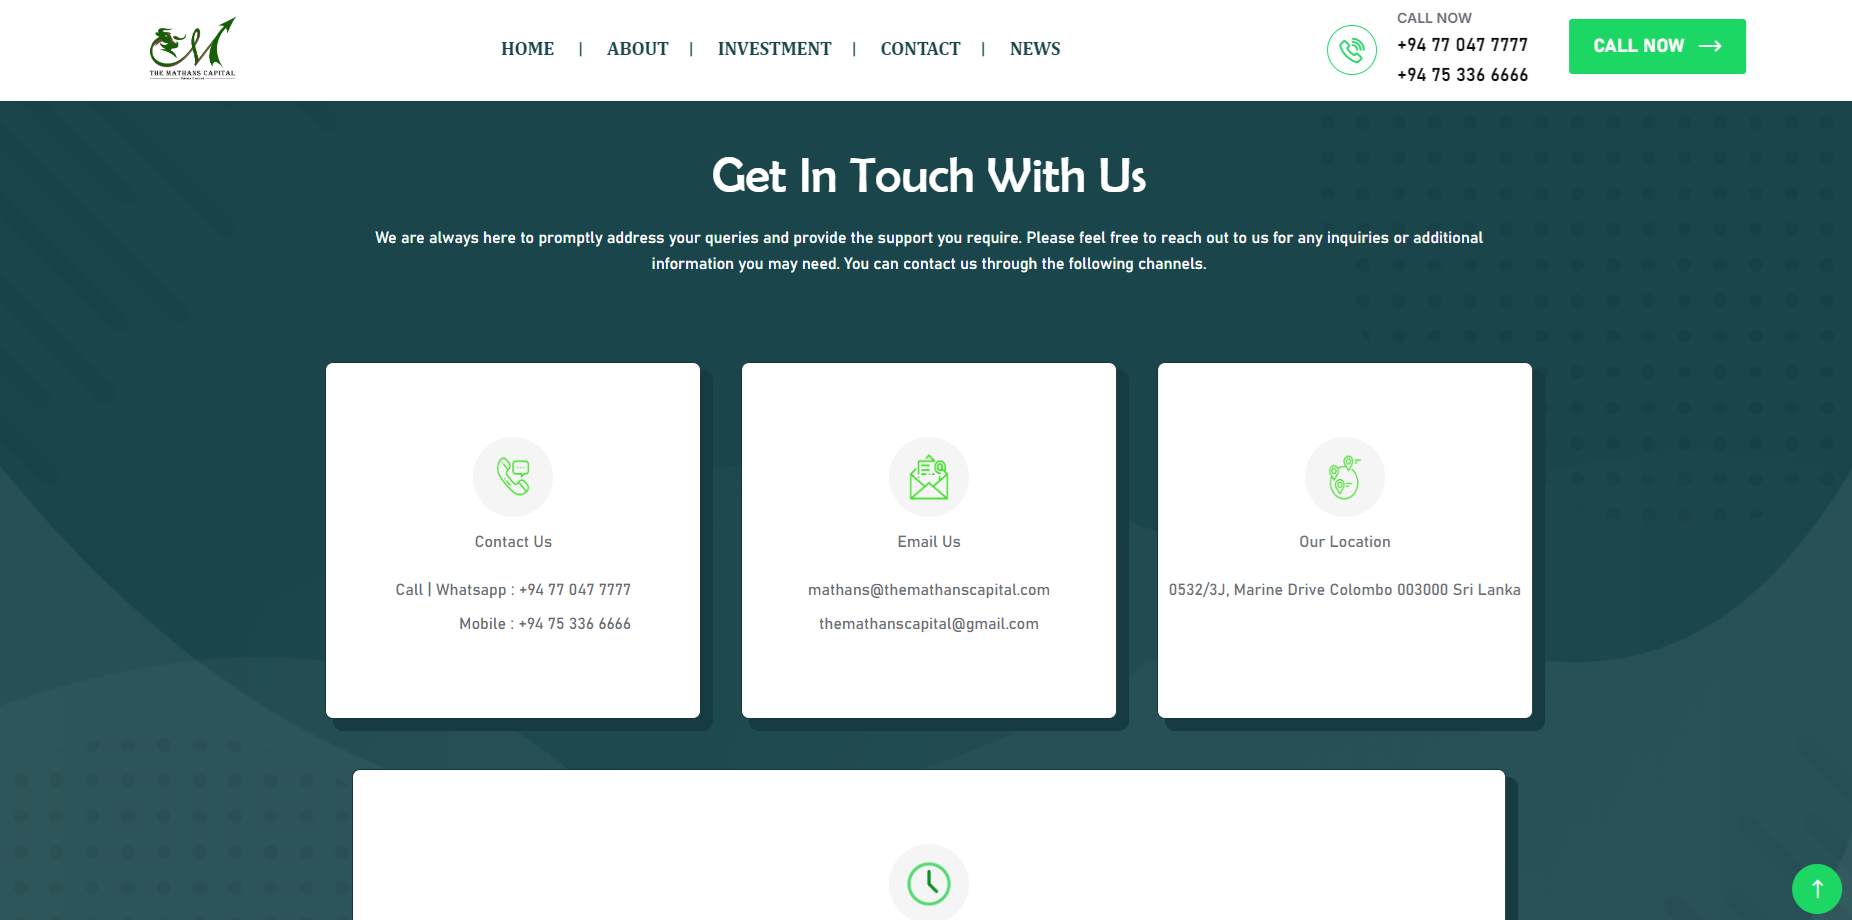 THE MATHANS CAPITAL
HOME | ABOUT | INVESTMENT | CONTACT | NEWS
CALL NOW
+94 77 047 7777
+94 75 336 6666
CALL NOW
Get In Touch With Us
We are always here to promptly address your queries and provide the support you require. Please feel free to reach out to us for any inquiries or additional
information you may need. You can contact us through the following channels.
Contact Us
Call | Whatsapp : +94 77 047 7777
Mobile : +94 75 336 6666
Email Us
mathans@themathanscapital.com
themathanscapital@gmail.com
Our Location
0532/3J, Marine Drive Colombo 003000 Sri Lanka